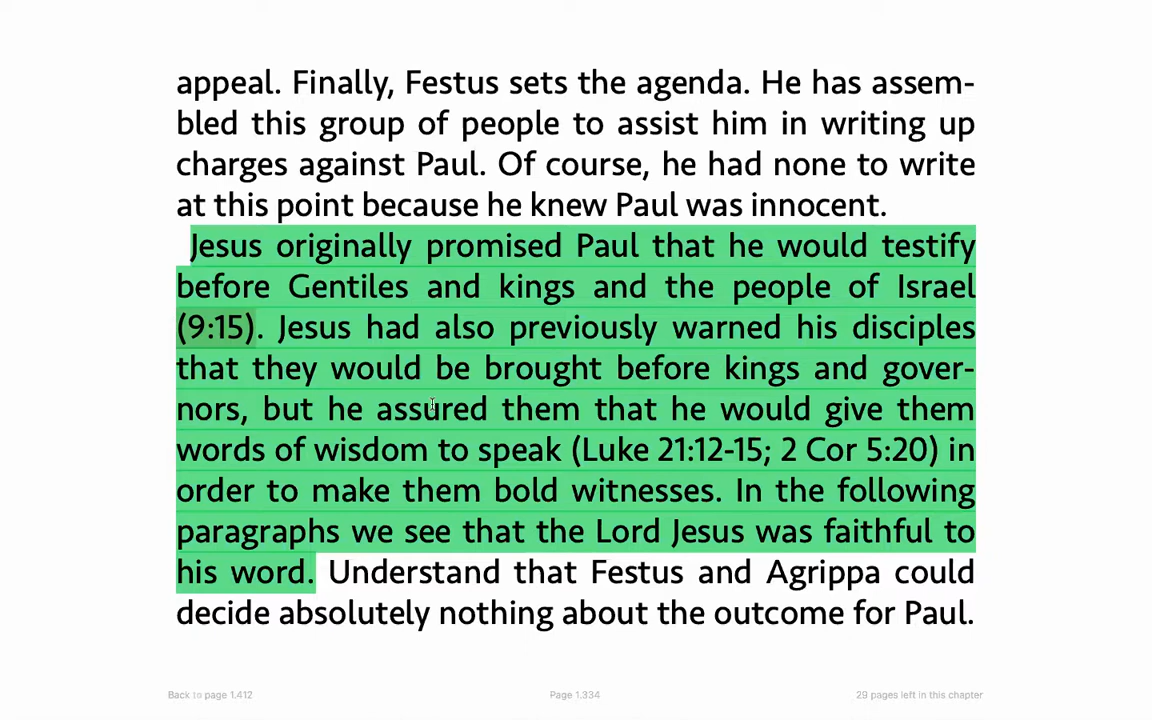 appeal. Finally, Festus sets the agenda. He has assem-
bled this group of people to assist him in writing up
charges against Paul. Of course, he had none to write
at this point because he knew Paul was innocent.
Jesus originally promised Paul that he would testify
before Gentiles and kings and the people of Israel
(9:15). Jesus had also previously warned his disciples
that they would be brought before kings and gover-
nors, but he assured them that he would give them
words of wisdom to speak (Luke 21:12-15; 2 Cor 5:20) in
order to make them bold witnesses. In the following
paragraphs we see that the Lord Jesus was faithful to
his word. Understand that Festus and Agrippa could
decide absolutely nothing about the outcome for Paul.
Back to page 1.412 Page 1.334 29 pages left in this chapter